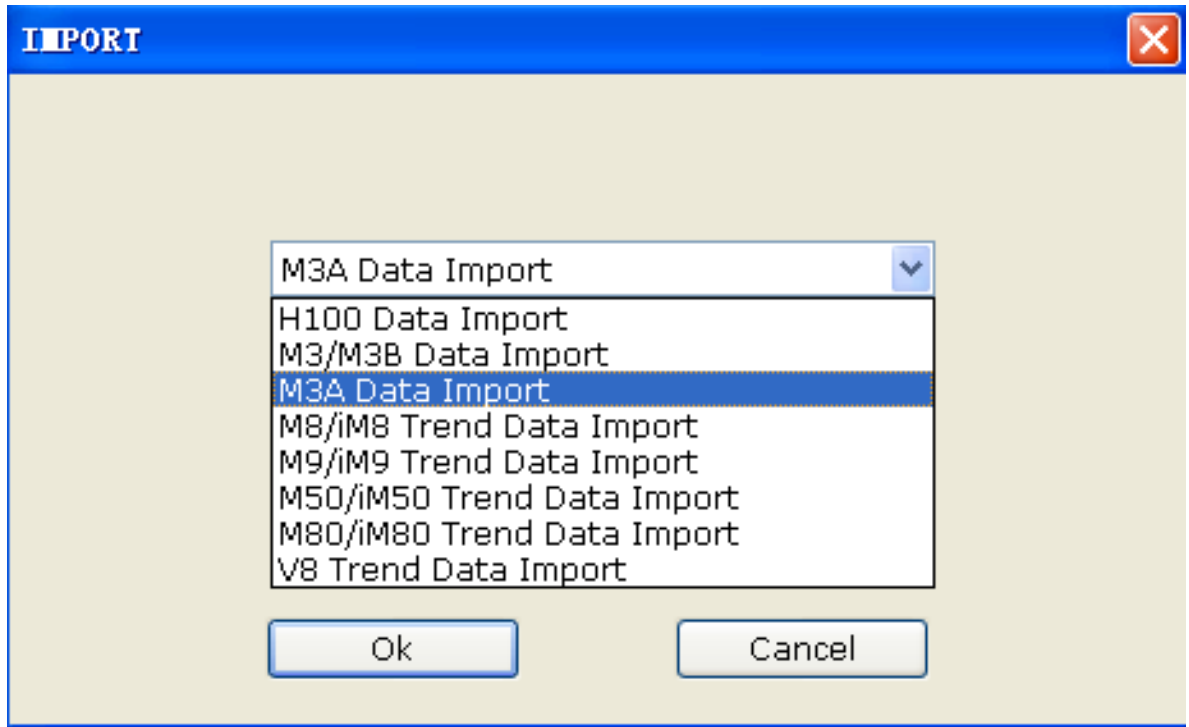 IMPORT
M3A Data Import
H100 Data Import
M3/M3B Data Import
M3A Data Import
M8/iM8 Trend Data Import
M9/iM9 Trend Data Import
M50/iM50 Trend Data Import
M80/iM80 Trend Data Import
V8 Trend Data Import
Ok Cancel